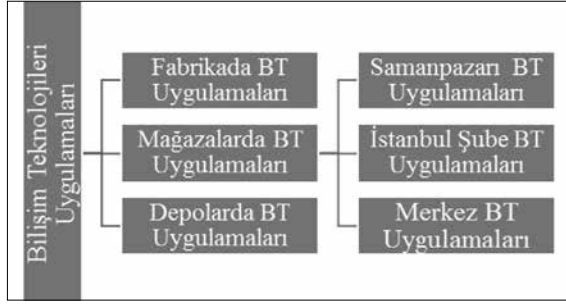 Bilişim Teknolojileri
Uygulamaları
Fabrikada BT
Uygulamaları
Mağazalarda BT
Uygulamaları
Depolarda BT
Uygulamaları
Samanpazarı BT
Uygulamaları
İstanbul Şube BT
Uygulamaları
Merkez BT
Uygulamaları